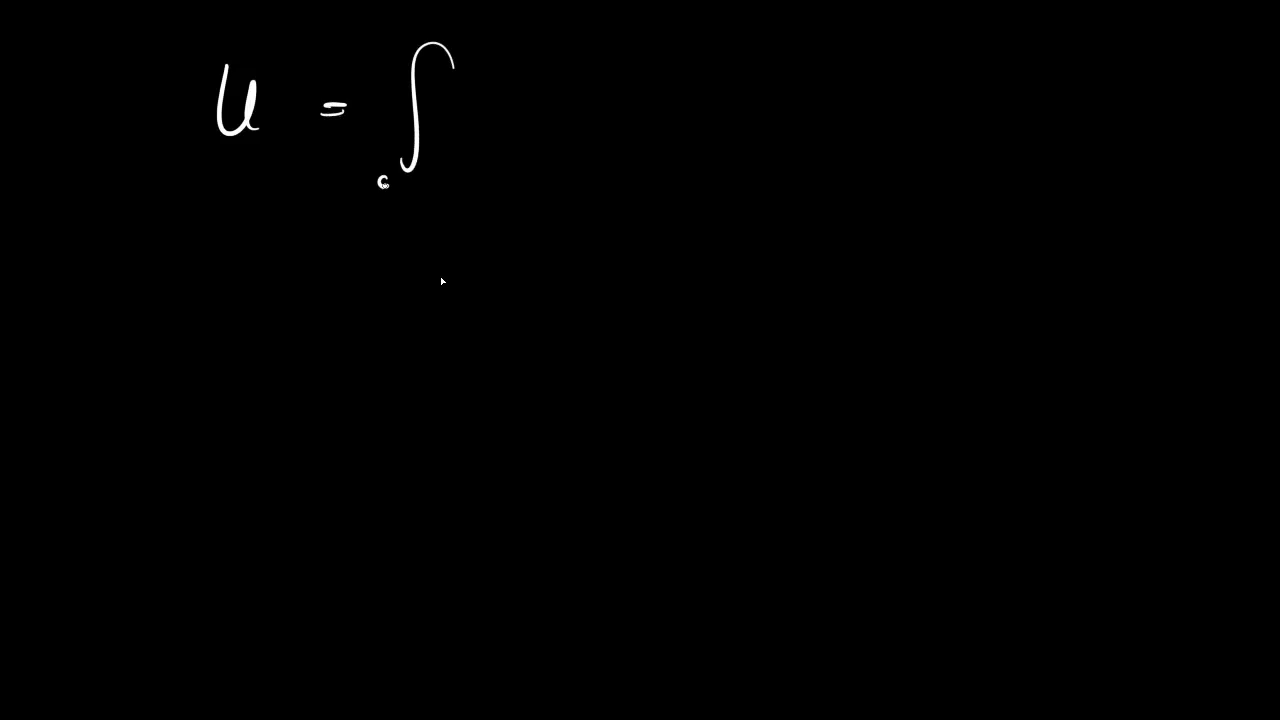 U = ∫